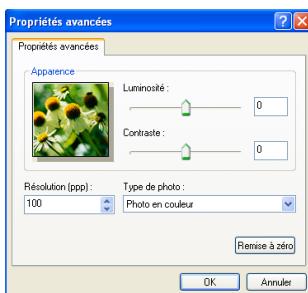 Propriétés avancées
Propriétés avancées
Apparence
Luminosité :
0
Contraste :
0
Résolution (ppp) :
Type de photo :
100
Photo en couleur
Remise à zéro
OK
Annuler